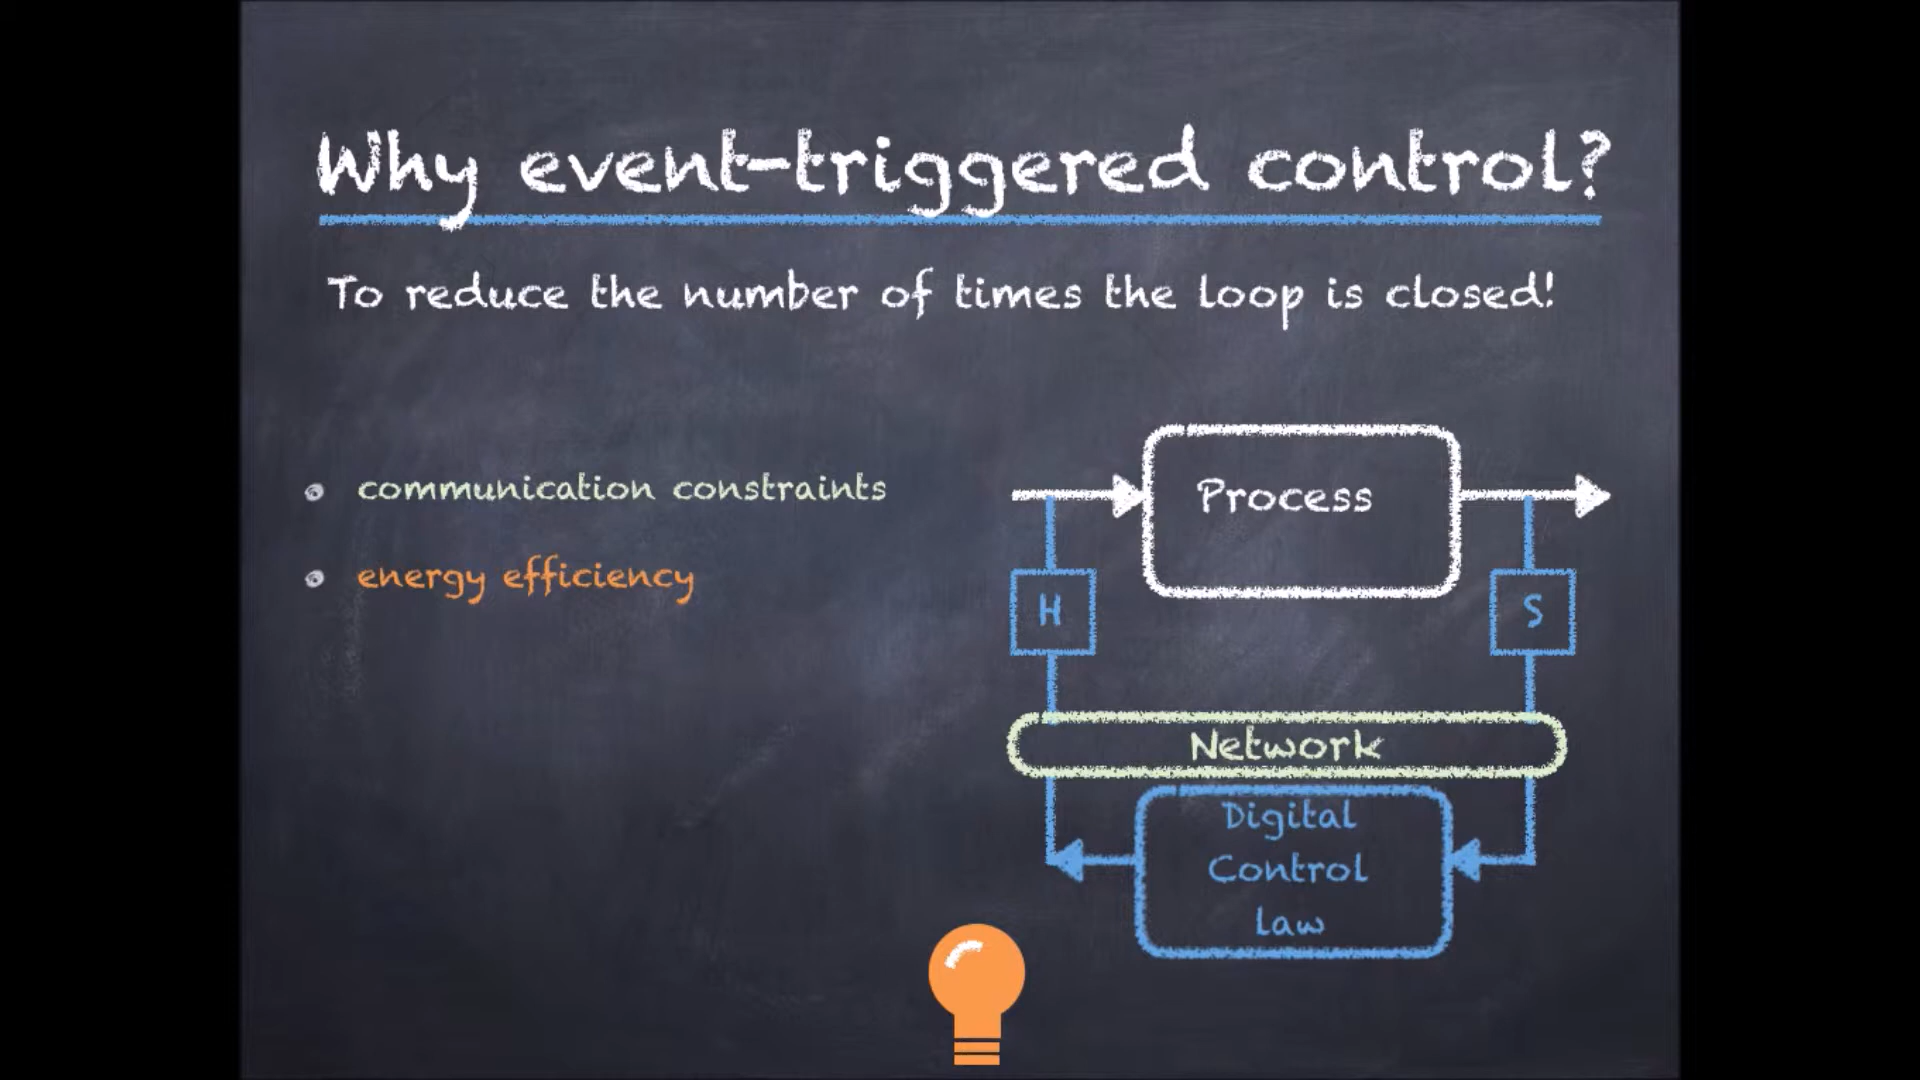 Why event-triggered control?
To reduce the number of times the loop is closed!
communication constraints
energy efficiency
Process
H
S
Network
Digital
Control
Law